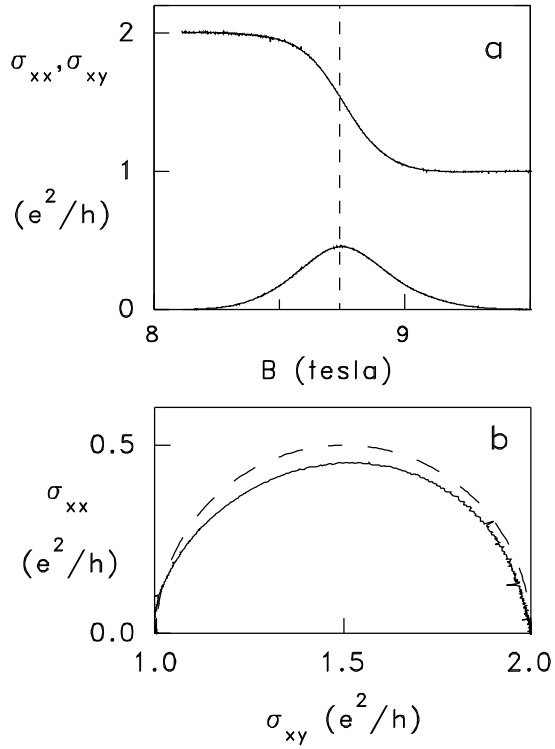 a
2
σxx,σxy
1
(e²/h)
0
8
9
B (tesla)
b
0.5
σxx
(e²/h)
0.0
1.0
1.5
2.0
σxy (e²/h)